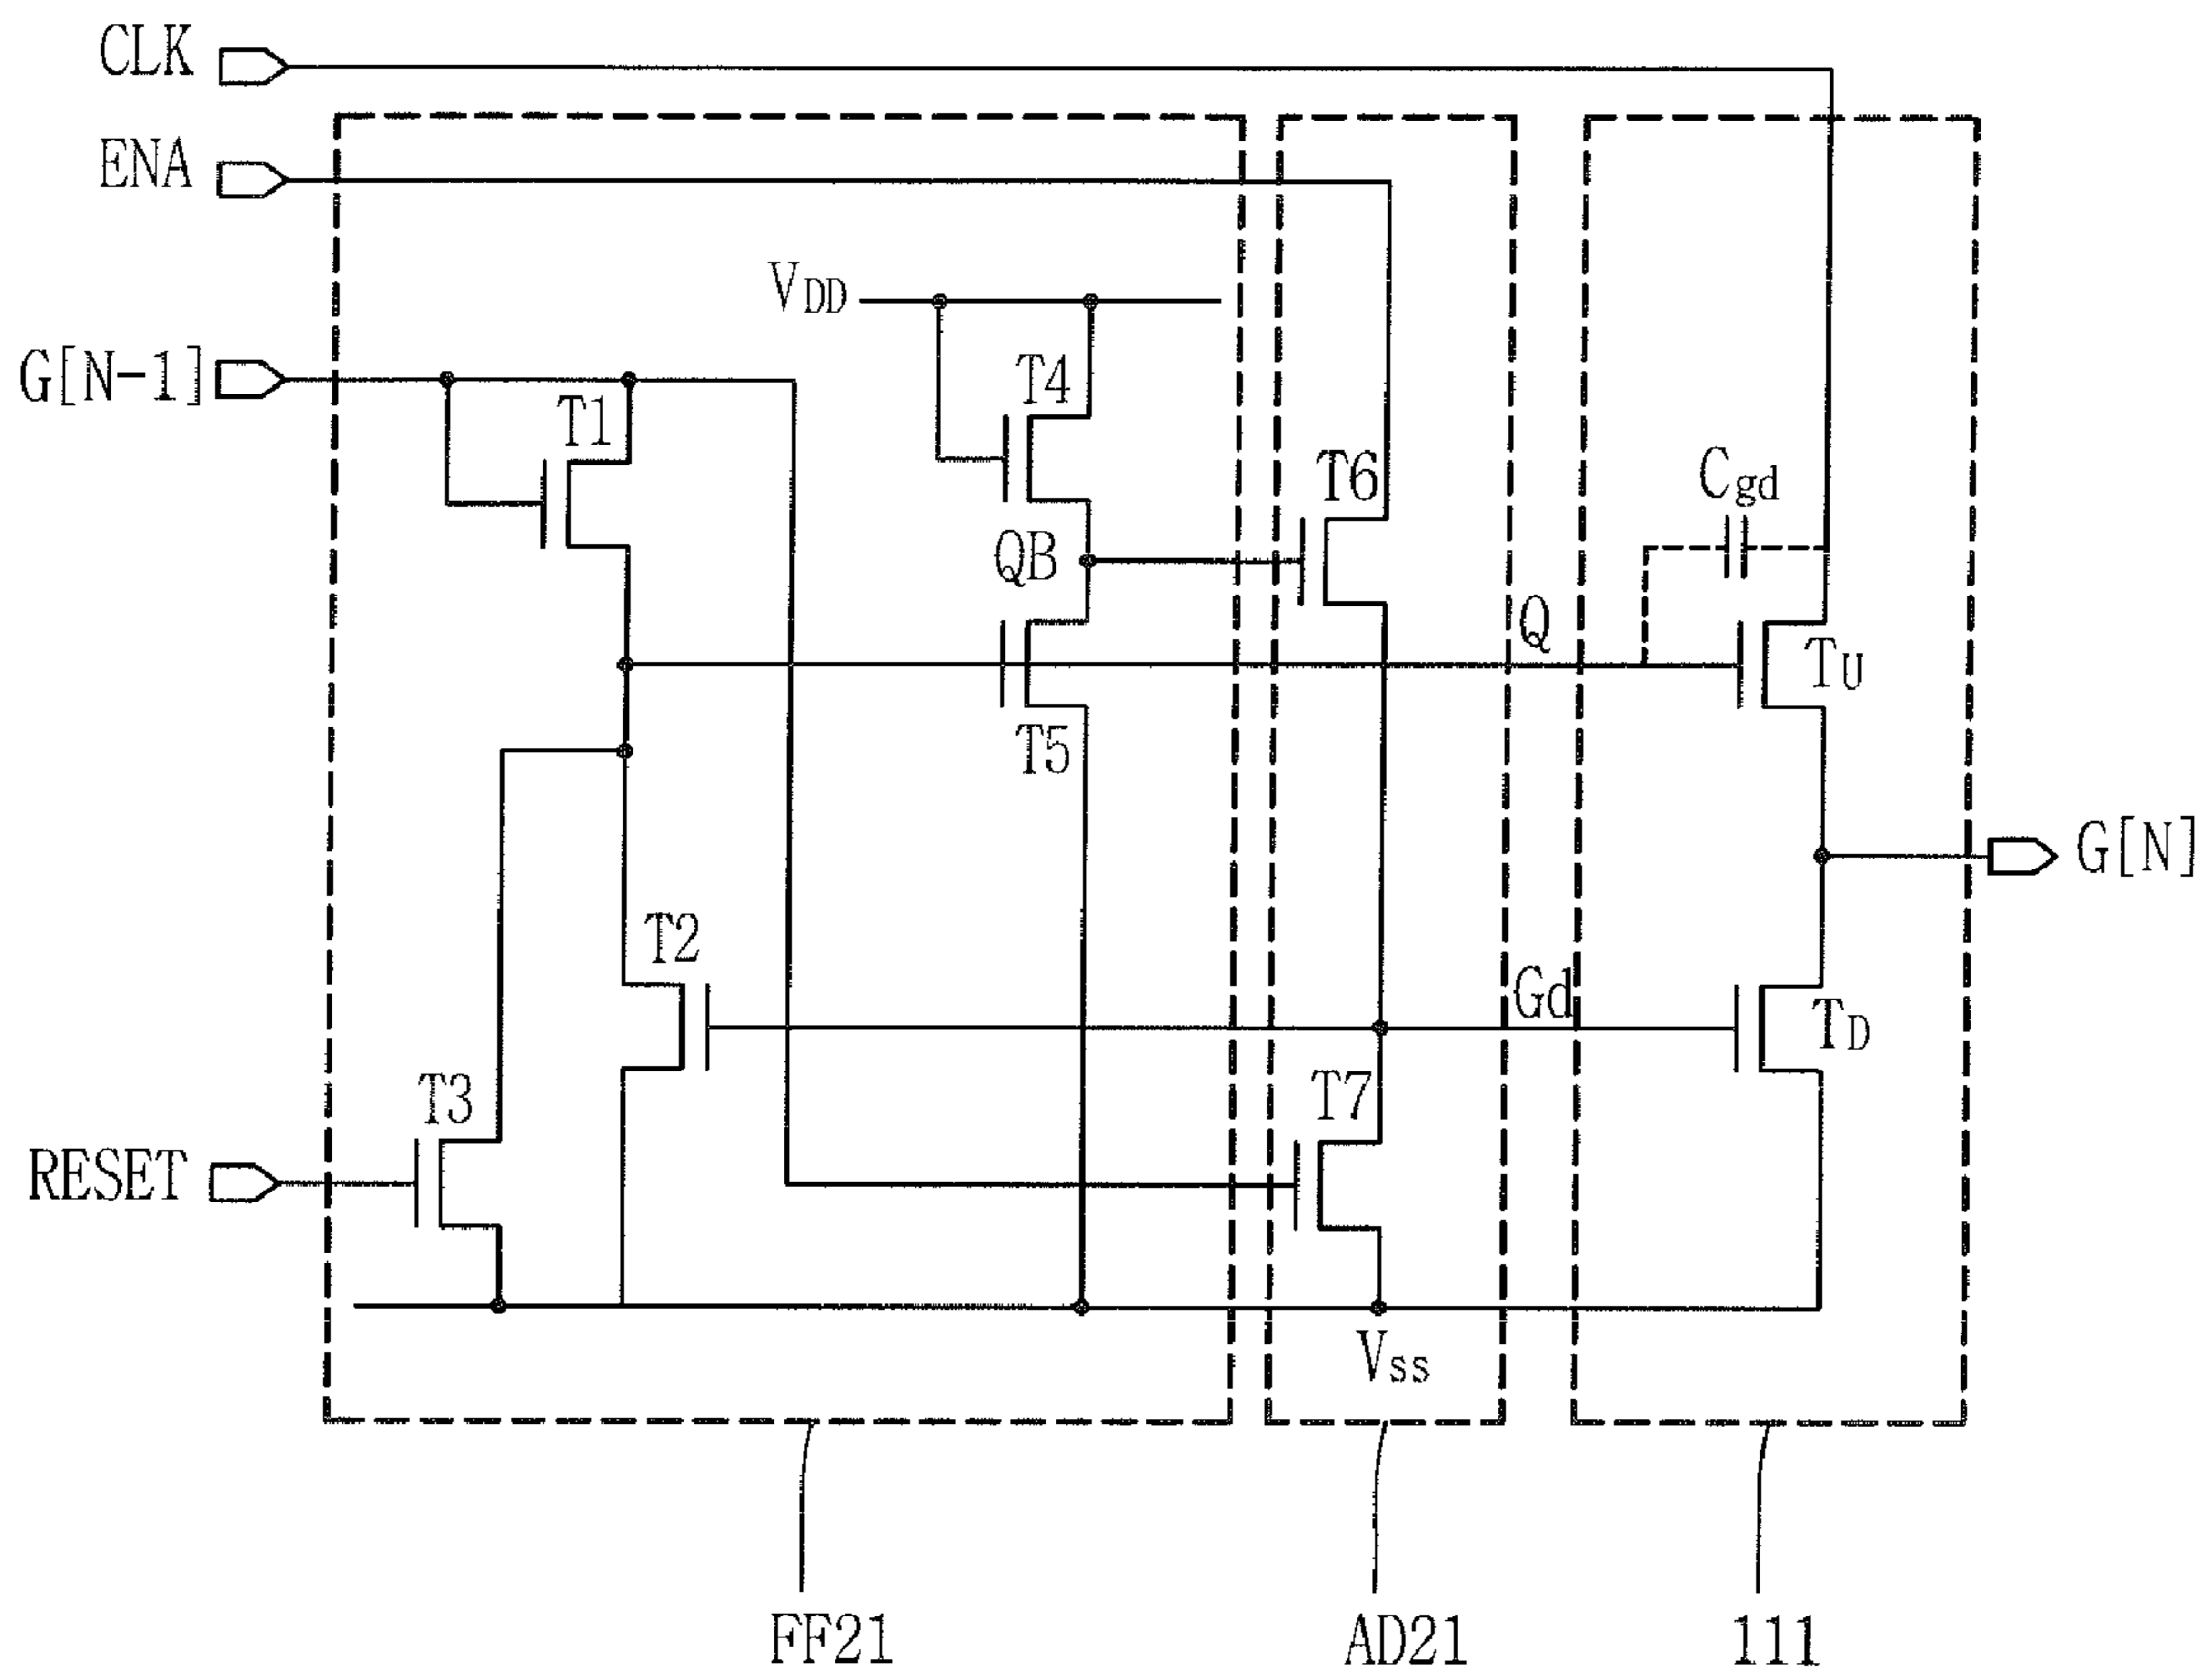 CLK
ENA
VDD
G[N-1]
T1
T4
T6
Cgd
QB
Q
TU
T5
G[N]
T2
Gd
TD
T3
T7
RESET
Vss
FF21
AD21
111